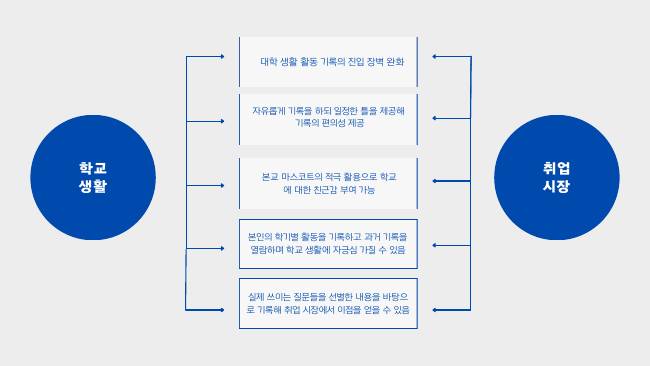 학교
생활
대학 생활 활동 기록의 진입 장벽 완화
자유롭게 기록을 하되 일정한 틀을 제공해
기록의 편의성 제공
본교 마스코트의 적극 활용으로 학교
에 대한 친근감 부여 가능
본인의 학기별 활동을 기록하고 과거 기록을
열람하며 학교 생활에 자긍심 가질 수 있음
실제 쓰이는 질문들을 선별한 내용을 바탕으
로 기록해 취업 시장에서 이점을 얻을 수 있음
취업
시장